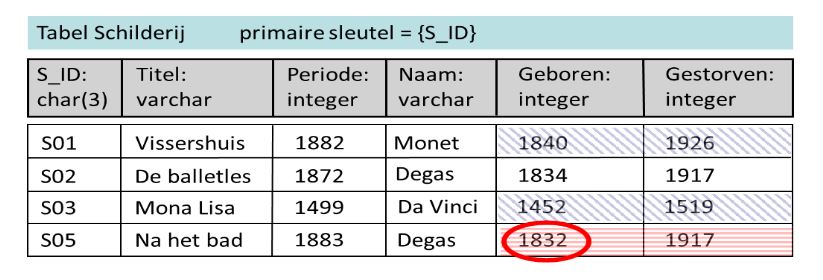 Tabel Schilderij primaire sleutel = {S_ID}
S_ID: Titel: Periode: Naam: Geboren: Gestorven:
char(3) varchar integer varchar integer integer
S01 Vissershuis 1882 Monet 1840 1926
S02 De balletles 1872 Degas 1834 1917
S03 Mona Lisa 1499 Da Vinci 1452 1519
S05 Na het bad 1883 Degas 1832 1917